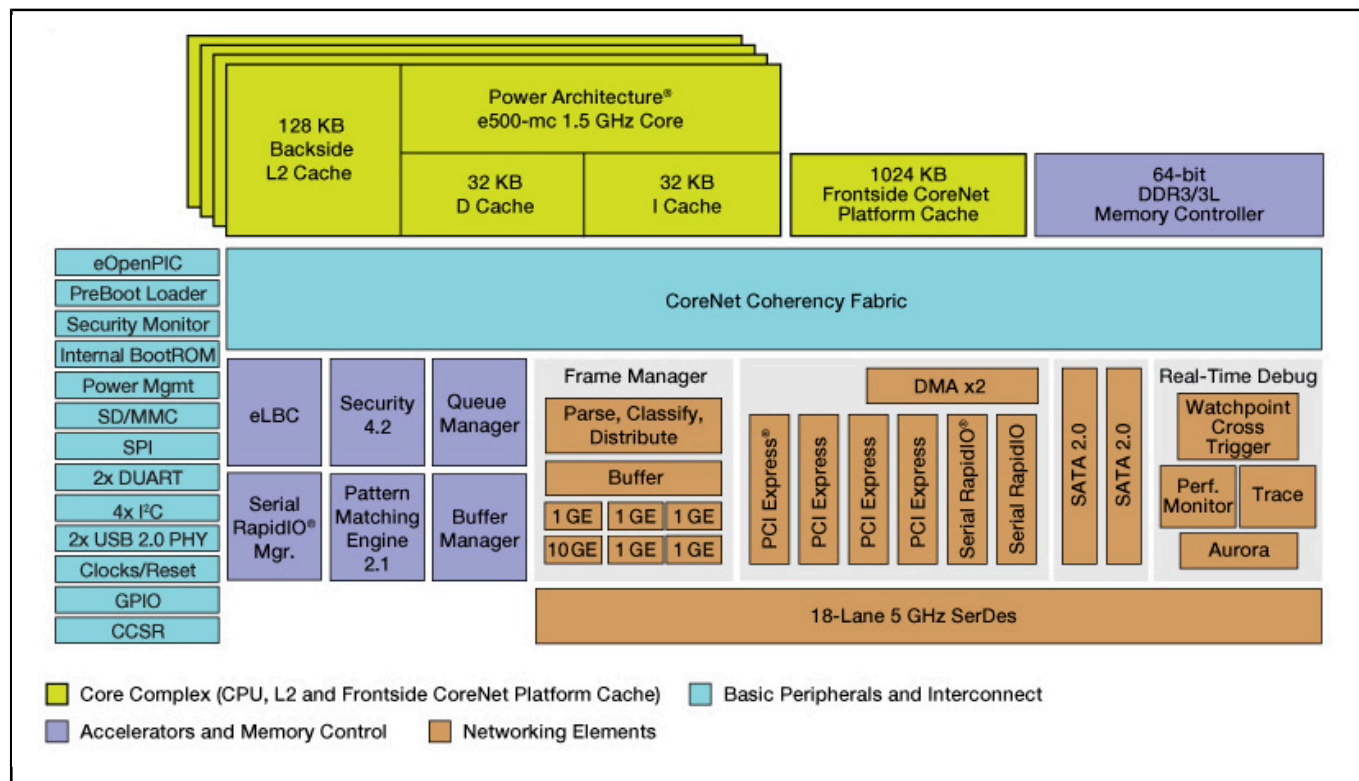 128 KB
Backside
L2 Cache
Power Architecture®
e500-mc 1.5 GHz Core
32 KB
D Cache
32 KB
I Cache
1024 KB
Frontside CoreNet
Platform Cache
64-bit
DDR3/3L
Memory Controller
eOpenPIC
PreBoot Loader
Security Monitor
Internal BootROM
Power Mgmt
SD/MMC
SPI
2x DUART
4x I²C
2x USB 2.0 PHY
Clocks/Reset
GPIO
CCSR
CoreNet Coherency Fabric
eLBC
Security
4.2
Queue
Manager
Serial
RapidIO®
Mgr.
Pattern
Matching
Engine
2.1
Buffer
Manager
Frame Manager
Parse, Classify,
Distribute
Buffer
1 GE 1 GE 1 GE
10GE 1 GE 1 GE
DMA x2
PCI Express®
PCI Express
PCI Express
PCI Express
Serial RapidIO®
Serial RapidIO
SATA 2.0
SATA 2.0
Real-Time Debug
Watchpoint
Cross
Trigger
Perf.
Monitor
Trace
Aurora
18-Lane 5 GHz SerDes
Core Complex (CPU, L2 and Frontside CoreNet Platform Cache)
Basic Peripherals and Interconnect
Accelerators and Memory Control
Networking Elements